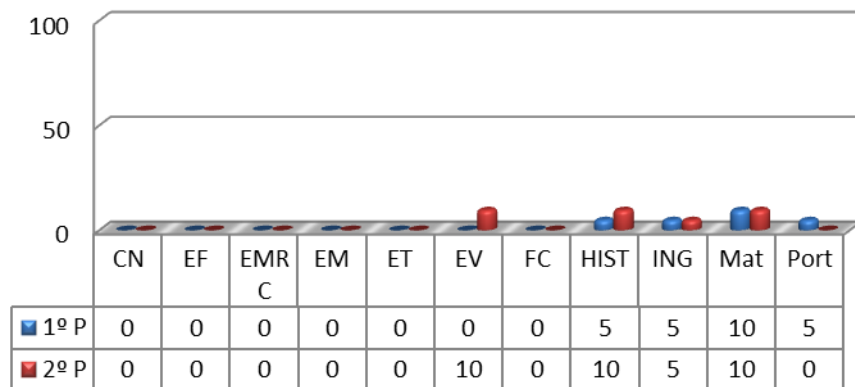 100
50
0
CN EF EMR EM ET EV FC HIST ING Mat Port
C
1º P 0 0 0 0 0 0 0 5 5 10 5
2º P 0 0 0 0 0 10 0 10 5 10 0